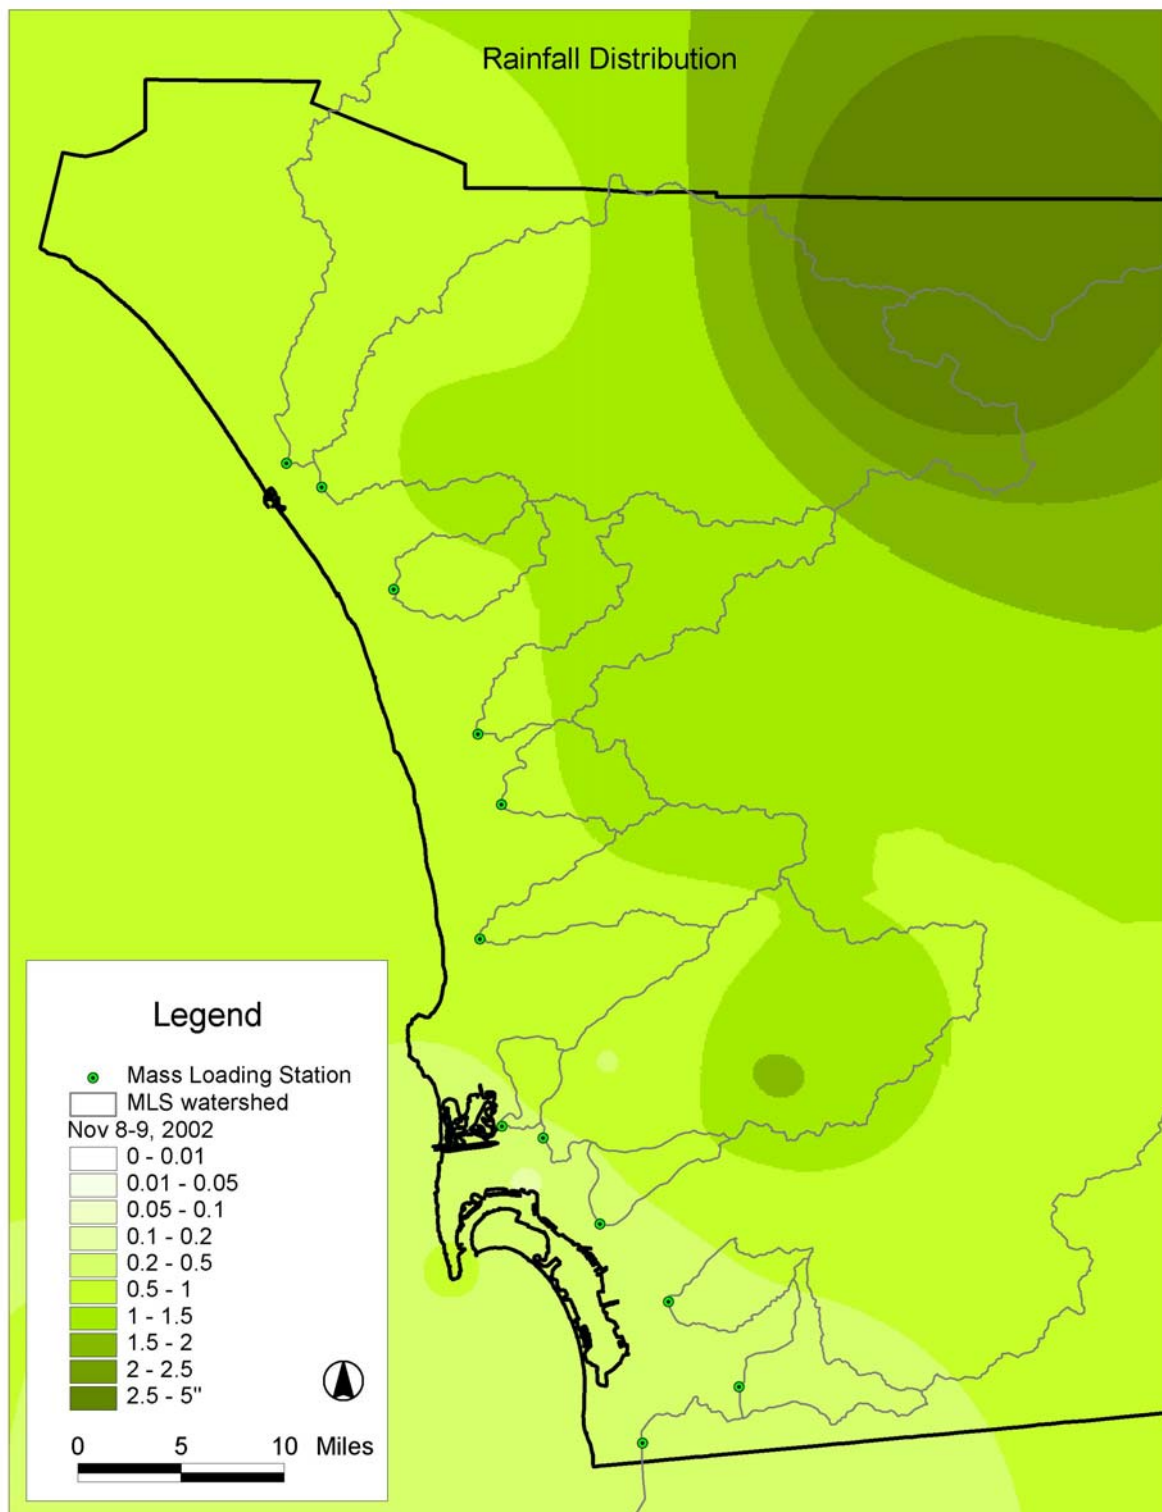 Rainfall Distribution
Legend
Mass Loading Station
MLS watershed
Nov 8-9, 2002
0 - 0.01
0.01 - 0.05
0.05 - 0.1
0.1 - 0.2
0.2 - 0.5
0.5 - 1
1 - 1.5
1.5 - 2
2 - 2.5
2.5 - 5"
0 5 10 Miles